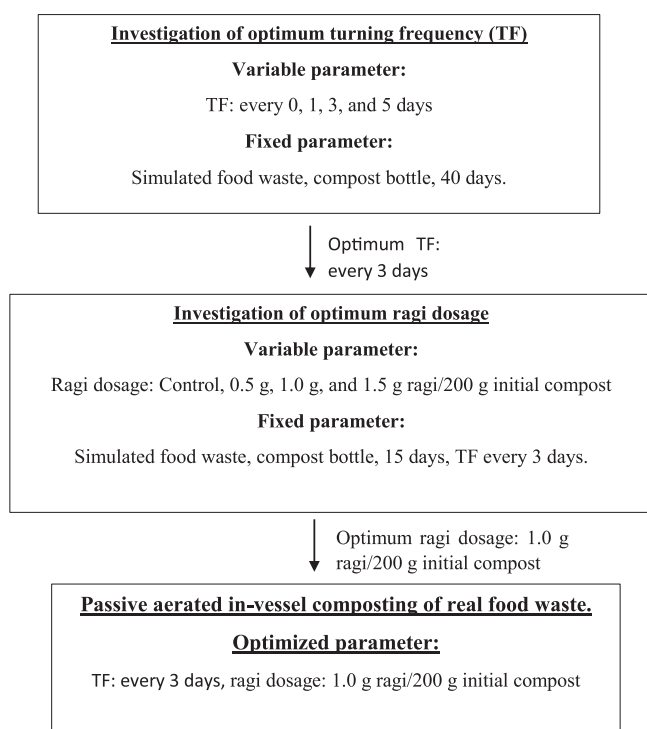 Investigation of optimum turning frequency (TF)
Variable parameter:
TF: every 0, 1, 3, and 5 days
Fixed parameter:
Simulated food waste, compost bottle, 40 days.
Optimum TF:
every 3 days
Investigation of optimum ragi dosage
Variable parameter:
Ragi dosage: Control, 0.5 g, 1.0 g, and 1.5 g ragi/200 g initial compost
Fixed parameter:
Simulated food waste, compost bottle, 15 days, TF every 3 days.
Optimum ragi dosage: 1.0 g
ragi/200 g initial compost
Passive aerated in-vessel composting of real food waste.
Optimized parameter:
TF: every 3 days, ragi dosage: 1.0 g ragi/200 g initial compost